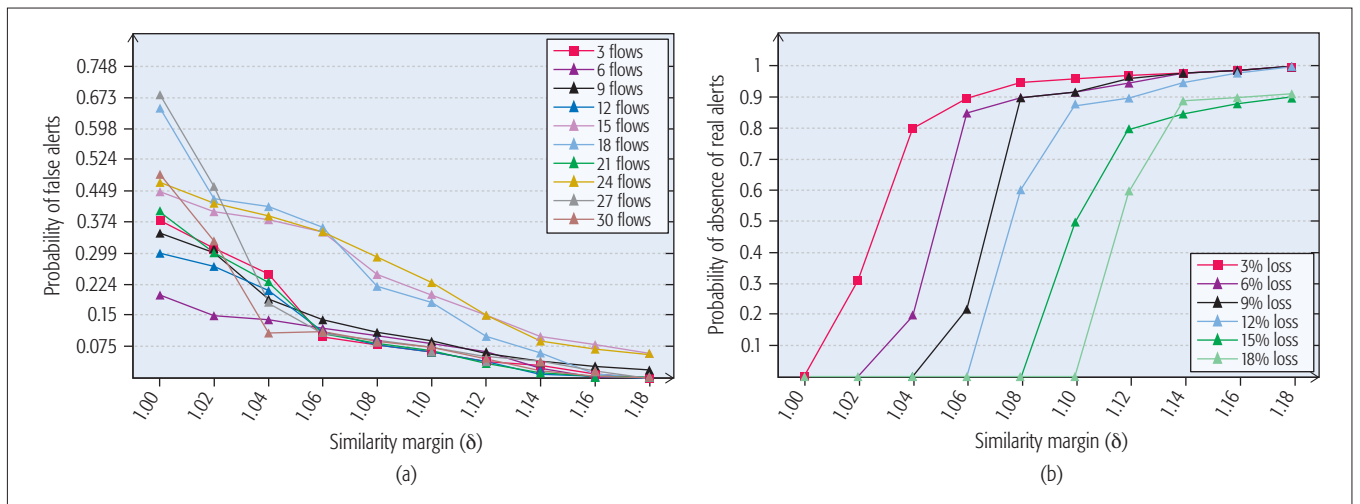 Probability of false alerts
0.748
0.673
0.598
0.524
0.449
0.374
0.299
0.224
0.15
0.075
3 flows
6 flows
9 flows
12 flows
15 flows
18 flows
21 flows
24 flows
27 flows
30 flows
1.00
1.02
1.04
1.06
1.08
1.10
1.12
1.14
1.16
1.18
Similarity margin (δ)
(a)
Probability of absence of real alerts
1
0.9
0.8
0.7
0.6
0.5
0.4
0.3
0.2
0.1
3% loss
6% loss
9% loss
12% loss
15% loss
18% loss
1.00
1.02
1.04
1.06
1.08
1.10
1.12
1.14
1.16
1.18
Similarity margin (δ)
(b)